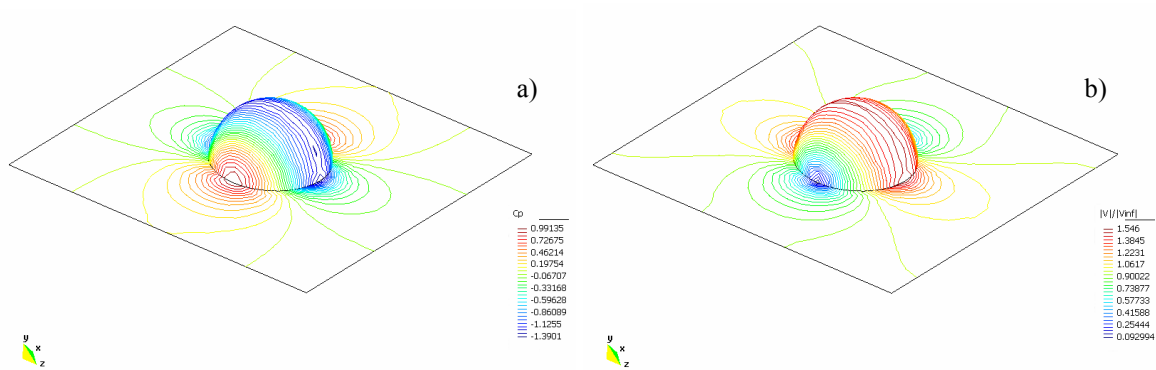 a)
Cp
0.99135
0.72675
0.46214
0.19754
-0.06707
-0.33168
-0.59628
-0.86089
-1.1255
-1.3901
y
x
z
b)
|V|/|Vinf|
1.546
1.3845
1.2231
1.0617
0.90022
0.73877
0.57733
0.41588
0.25444
0.092994
y
x
z